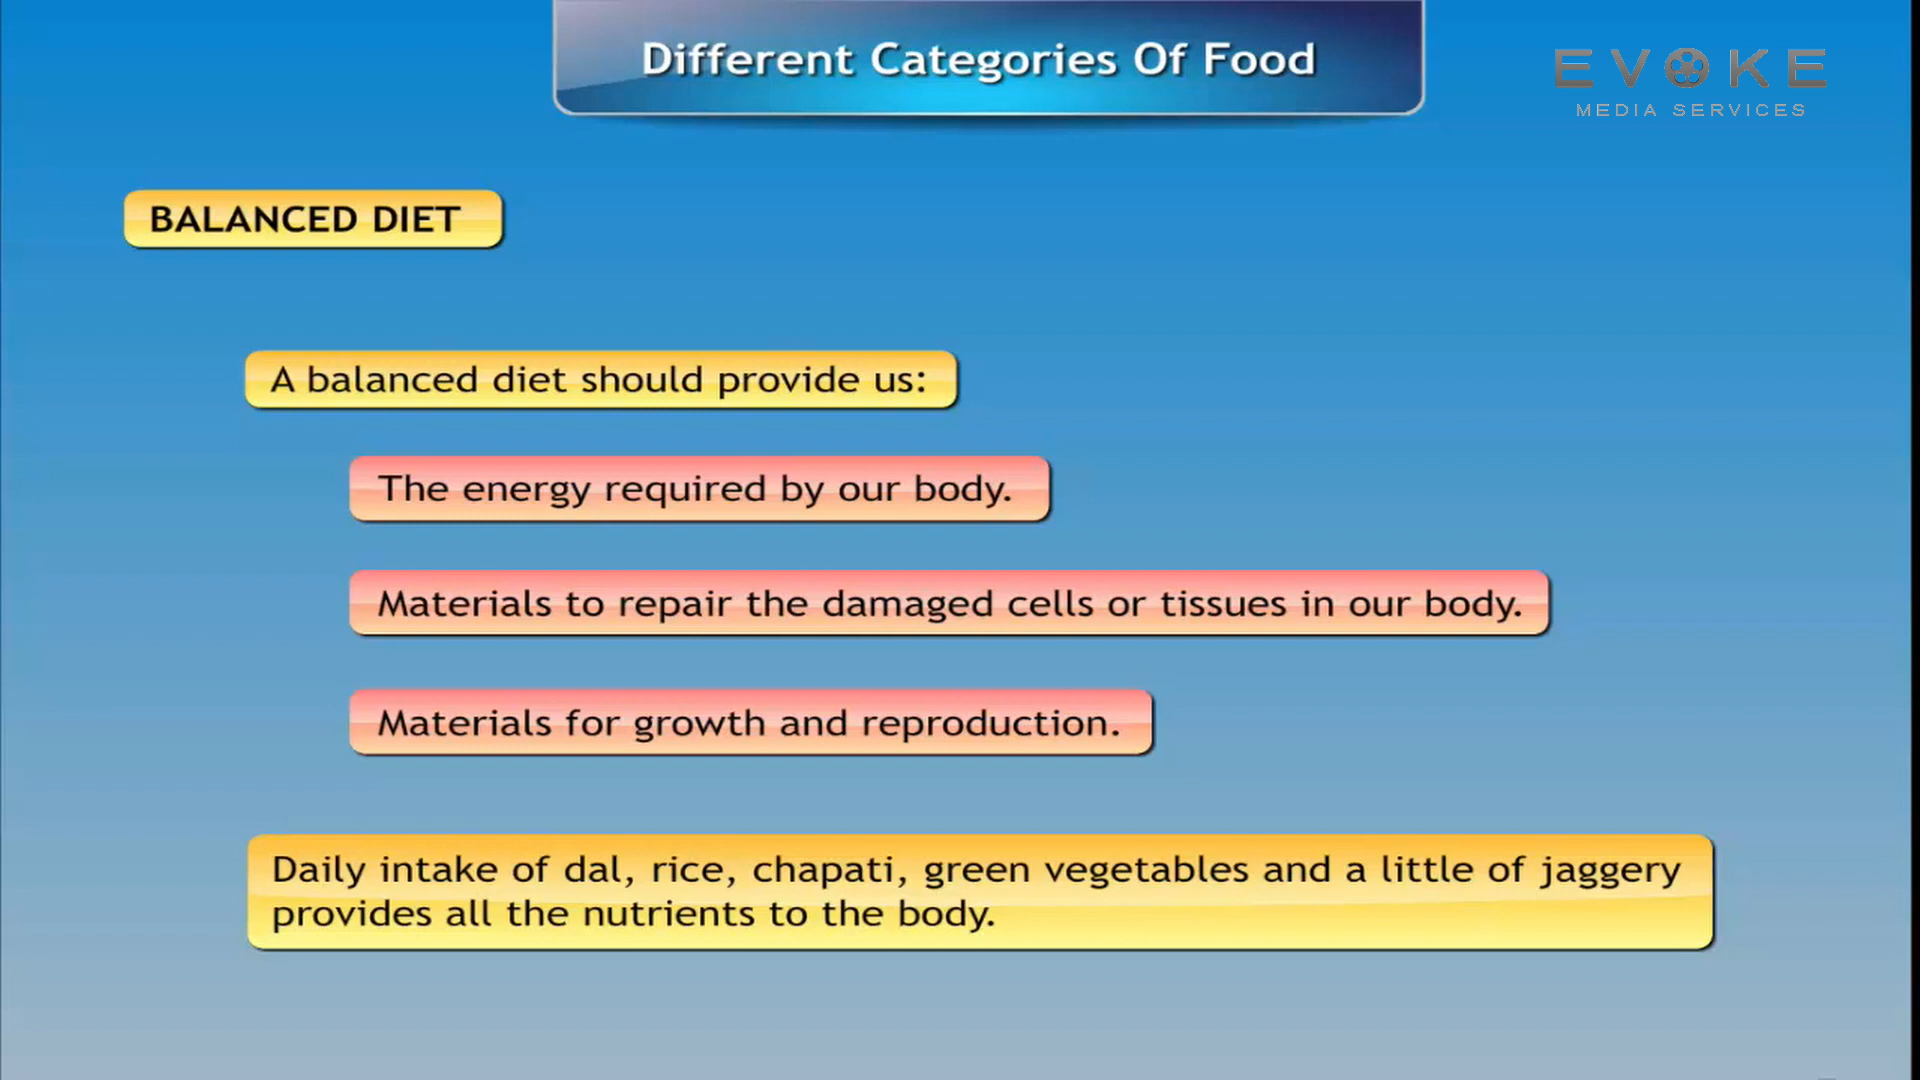 Different Categories Of Food
EVOKE
MEDIA SERVICES
BALANCED DIET
A balanced diet should provide us:
The energy required by our body.
Materials to repair the damaged cells or tissues in our body.
Materials for growth and reproduction.
Daily intake of dal, rice, chapati, green vegetables and a little of jaggery
provides all the nutrients to the body.